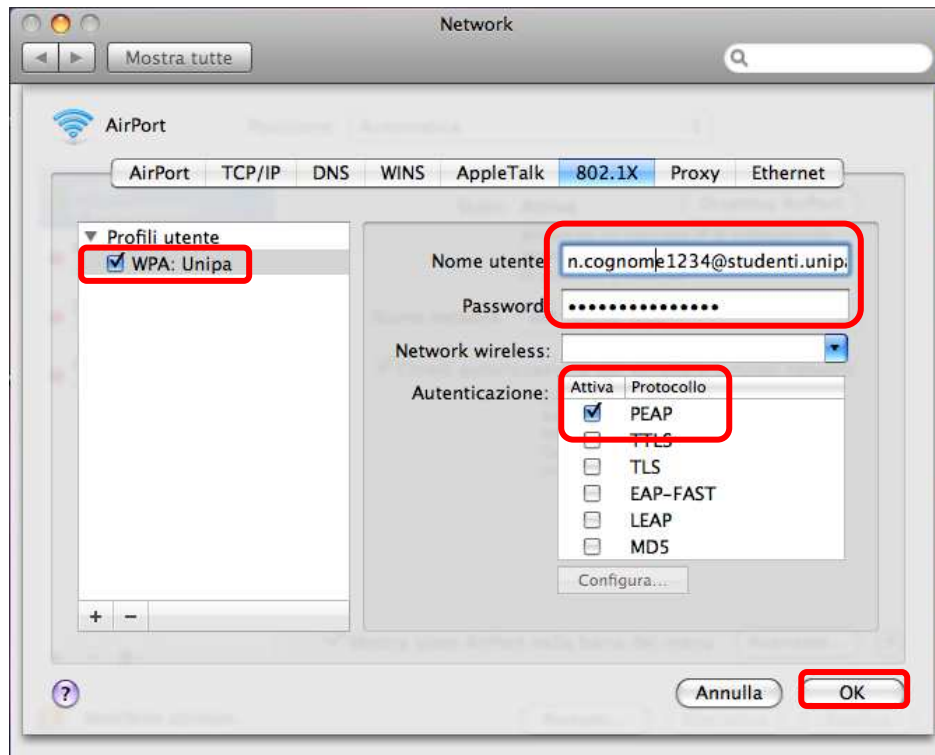 Network
Mostra tutte
AirPort
AirPort TCP/IP DNS WINS AppleTalk 802.1X Proxy Ethernet
Profili utente
WPA: Unipa
Nome utente
n.cognome1234@studenti.unipa
Password
Network wireless:
Autenticazione:
Attiva Protocollo
PEAP
TTLS
TLS
EAP-FAST
LEAP
MD5
Configura...
+ −
?
Annulla OK